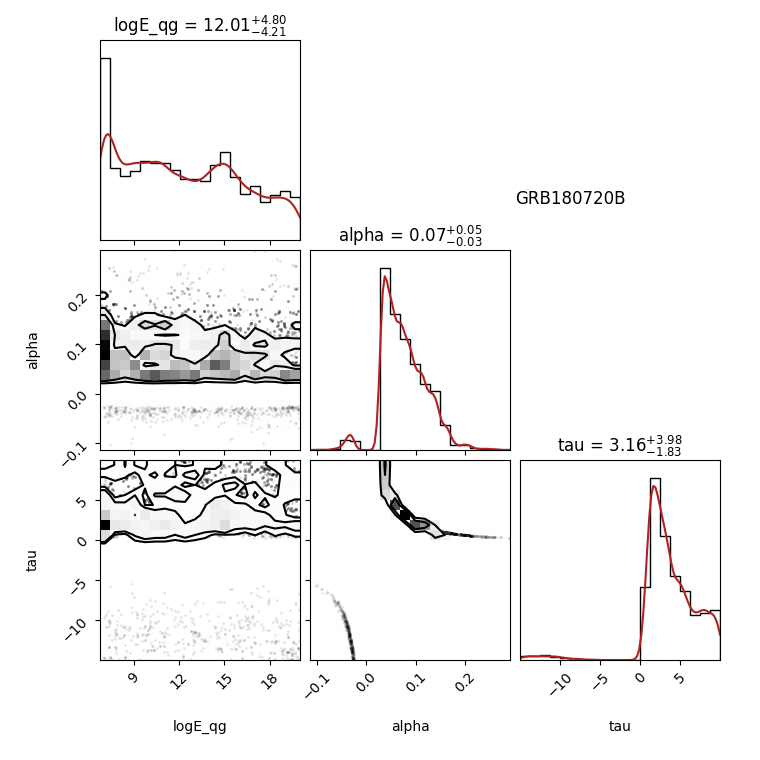 logE_qg = 12.01+4.80−4.21
GRB180720B
alpha = 0.07+0.05−0.03
alpha
0.2
0.1
0.0
−0.1
tau = 3.16+3.98−1.83
tau
5
0
−5
−10
9 12 15 18
−0.1 0.0 0.1 0.2
−10 −5 0 5
logE_qg alpha tau